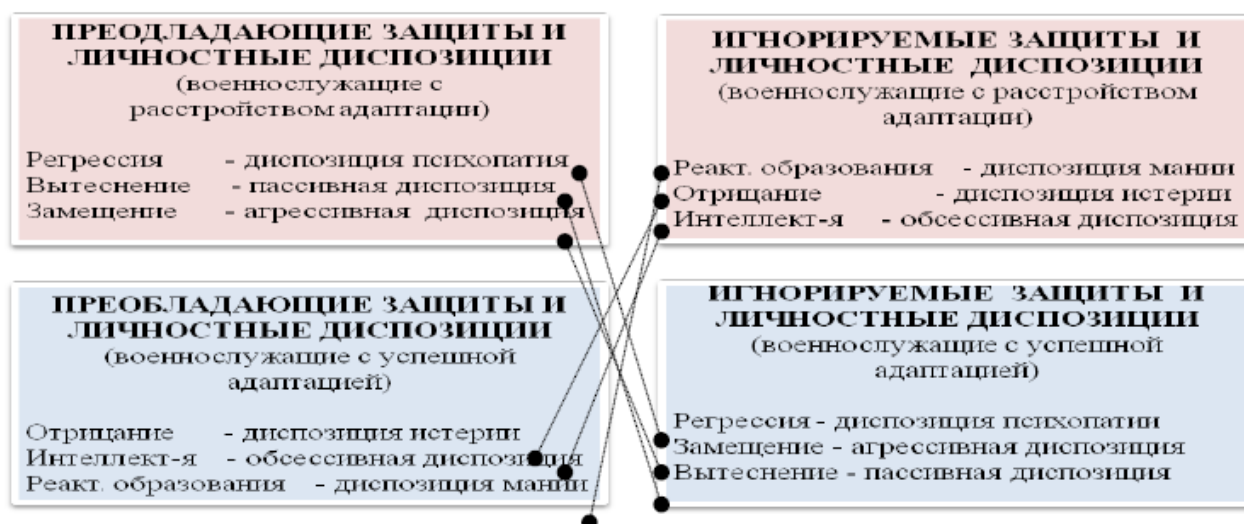 ПРЕОДЛАДАЮЩИЕ ЗАЩИТЫ И
ЛИЧНОСТНЫЕ ДИСПОЗИЦИИ
(военнослужащие с
расстройством адаптации)
Регрессия - диспозиция психопатия
Вытеснение - пассивная диспозиция
Замещение - агрессивная диспозиция
ИГНОРИРУЕМЫЕ ЗАЩИТЫ И
ЛИЧНОСТНЫЕ ДИСПОЗИЦИИ
(военнослужащие с расстройством
адаптации)
Реакт. образования - диспозиция мании
Отрицание - диспозиция истерии
Интеллект-я - обсессивная диспозиция
ПРЕОБЛАДАЮЩИЕ ЗАЩИТЫ И
ЛИЧНОСТНЫЕ ДИСПОЗИЦИИ
(военнослужащие с успешной
адаптацией)
Отрицание - диспозиция истерии
Интеллект-я - обсессивная диспозиция
Реакт. образования - диспозиция мании
ИГНОРИРУЕМЫЕ ЗАЩИТЫ И
ЛИЧНОСТНЫЕ ДИСПОЗИЦИИ
(военнослужащие с успешной
адаптацией)
Регрессия - диспозиция психопатии
Замещение - агрессивная диспозиция
Вытеснение - пассивная диспозиция